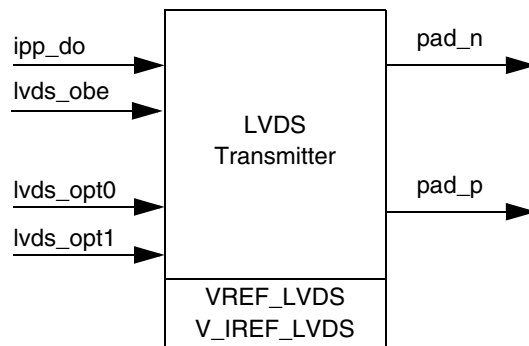 ipp_do
lvds_obe
lvds_opt0
lvds_opt1
LVDS
Transmitter
VREF_LVDS
V_IREF_LVDS
pad_n
pad_p